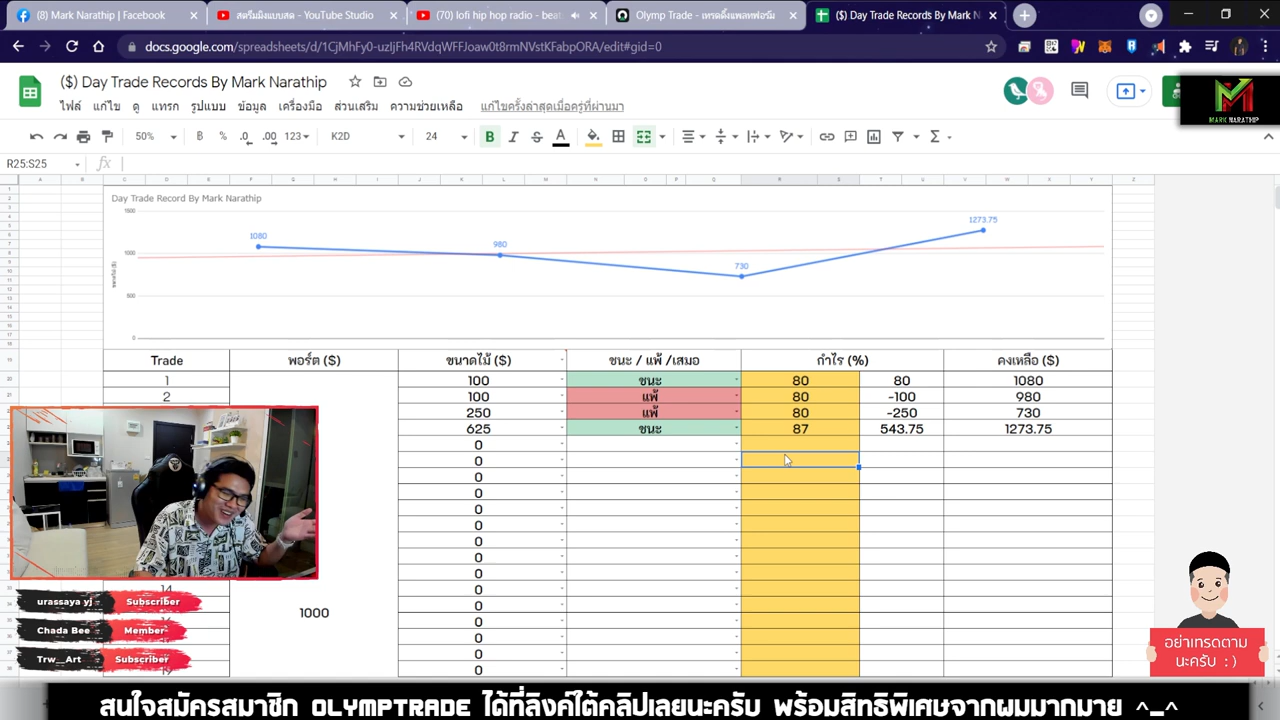 (8) Mark Narathip | Facebook
สตรีมมิงแบบสด - YouTube Studio
(70) lofi hip hop radio - bea
Olymp Trade - เทรดดิ้งแพลทฟอร์ม
($) Day Trade Records By Mark N
docs.google.com/spreadsheets/d/1CjMhFy0-uzIjFh4RVdqWFFJoaw0t8rmNVstKFabpORA/edit#gid=0
($) Day Trade Records By Mark Narathip
ไฟล์ แก้ไข ดู แทรก รูปแบบ ข้อมูล เครื่องมือ ส่วนเสริม ความช่วยเหลือ แก้ไขครั้งล่าสุดเมื่อครู่ที่ผ่านมา
MARK NARATHIP
50% ฿ % .0 .00 123 K2D 24 B I S A
R25:S25 fx
Day Trade Record By Mark Narathip
1500
1000
500
0
1080
980
730
1273.75
Trade พอร์ต ($) ขนาดไม้ ($) ชนะ / แพ้ /เสมอ กำไร (%) คงเหลือ ($)
1 100 ชนะ 80 80 1080
2 100 แพ้ 80 -100 980
250 แพ้ 80 -250 730
625 ชนะ 87 543.75 1273.75
0
0
0
0
0
0
0
0
0
14 0
0
1000
0
0
0
0
urassaya yj Subscriber
Chada Bee Member
Trw_Art Subscriber
อย่าเทรดตาม
นะครับ : )
สนใจสมัครสมาชิก OLYMPTRADE ได้ที่ลิงค์ใต้คลิปเลยนะครับ พร้อมสิทธิพิเศษจากผมมากมาย ^_^